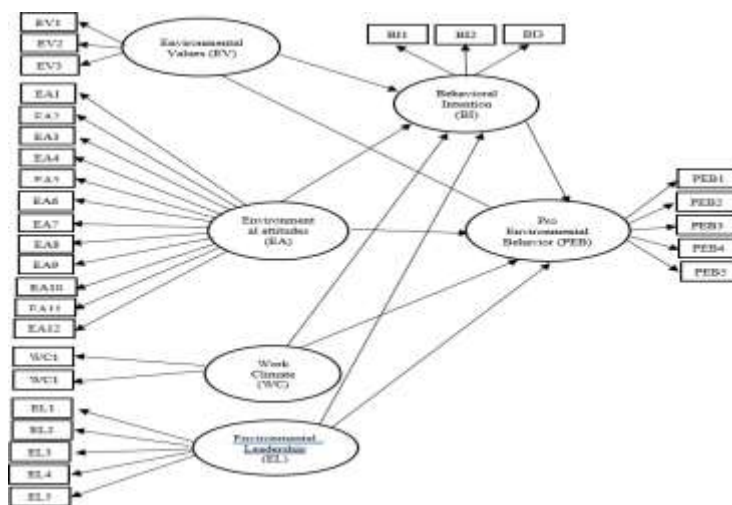 EV1
EV2
EV3
Environmental
Values (EV)
BI1
BI2
BI3
Behavioral
Intention
(BI)
EA1
EA2
EA3
EA4
EA5
EA6
EA7
EA8
EA9
EA10
EA11
EA12
Environment
al attitudes
(EA)
Pro
Environmental
Behavior (PEB)
PEB1
PEB2
PEB3
PEB4
PEB5
WC1
WC1
Work
Climate
(WC)
EL1
EL2
EL3
EL4
EL5
Environmental
Leadership
(EL)